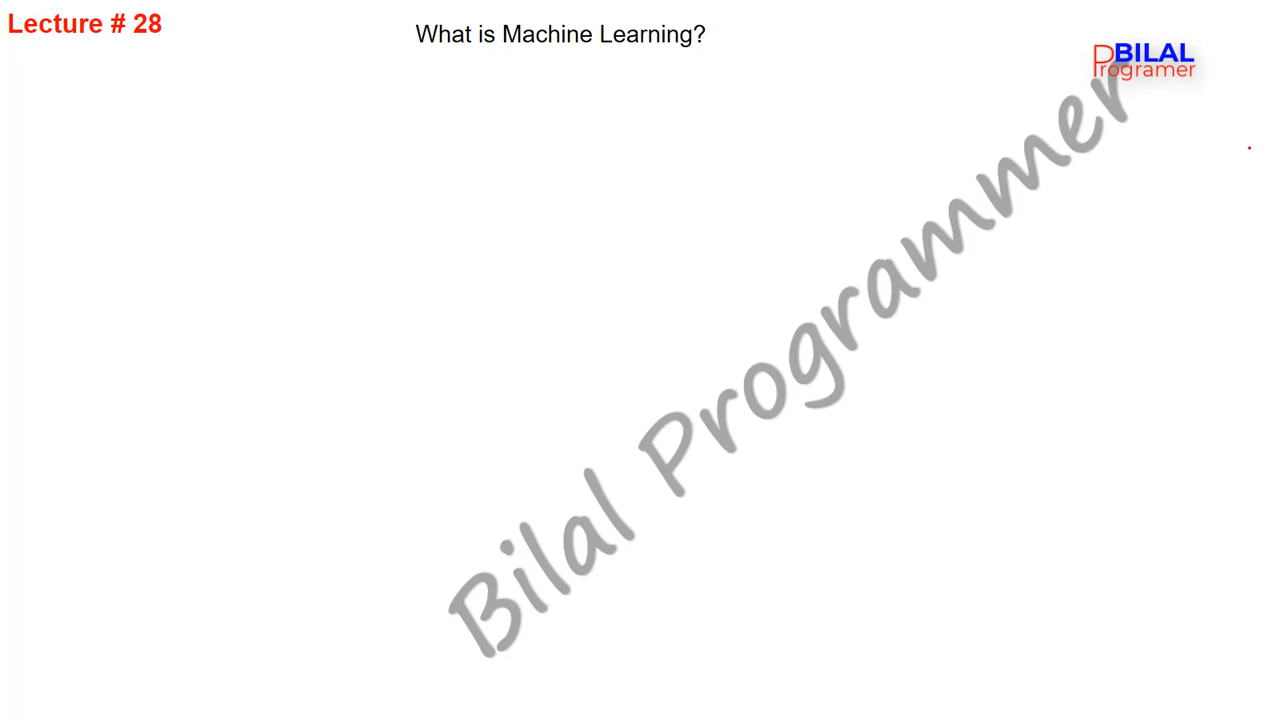 Lecture # 28
What is Machine Learning?
BILAL
Programer
Bilal Programmer